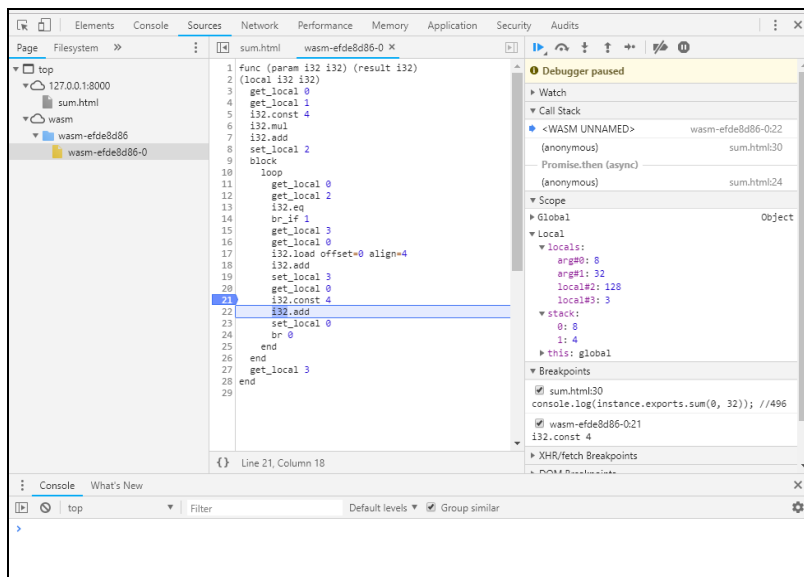 Elements Console Sources Network Performance Memory Application Security Audits
Page Filesystem »
sum.html wasm-efde8d86-0 ×
top
127.0.0.1:8000
sum.html
wasm
wasm-efde8d86
wasm-efde8d86-0
1 func (param i32 i32) (result i32)
2 (local i32 i32)
3 get_local 0
4 get_local 1
5 i32.const 4
6 i32.mul
7 i32.add
8 set_local 2
9 block
10 loop
11 get_local 0
12 get_local 2
13 i32.eq
14 br_if 1
15 get_local 3
16 get_local 0
17 i32.load offset=0 align=4
18 i32.add
19 set_local 3
20 get_local 0
21 i32.const 4
22 i32.add
23 set_local 0
24 br 0
25 end
26 end
27 get_local 3
28 end
29
{} Line 21, Column 18
Debugger paused
Watch
Call Stack
<WASM UNNAMED> wasm-efde8d86-0:22
(anonymous) sum.html:30
Promise.then (async)
(anonymous) sum.html:24
Scope
Global Object
Local
locals:
arg#0: 8
arg#1: 32
local#2: 128
local#3: 3
stack:
0: 8
1: 4
this: global
Breakpoints
sum.html:30
console.log(instance.exports.sum(0, 32)); //496
wasm-efde8d86-0:21
i32.const 4
XHR/fetch Breakpoints
DOM Breakpoints
Console What's New
top Filter Default levels Group similar